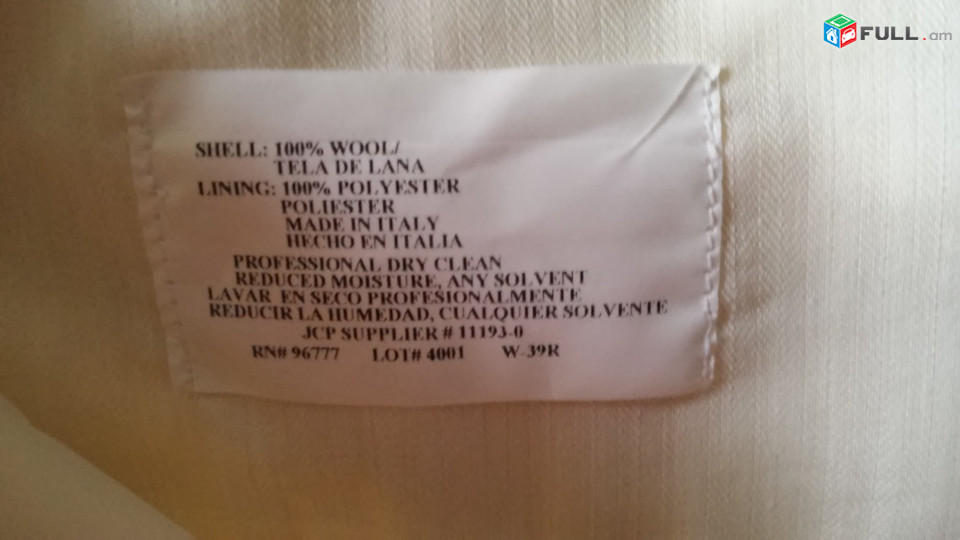 FULL.am
SHELL: 100% WOOL/
TELA DE LANA
LINING: 100% POLYESTER
POLIESTER
MADE IN ITALY
HECHO EN ITALIA
PROFESSIONAL DRY CLEAN
REDUCED MOISTURE, ANY SOLVENT
LAVAR EN SECO PROFESIONALMENTE
REDUCIR LA HUMEDAD, CUALQUIER SOLVENTE
JCP SUPPLIER # 11193-0
RN# 96777 LOT# 4001 W-39R